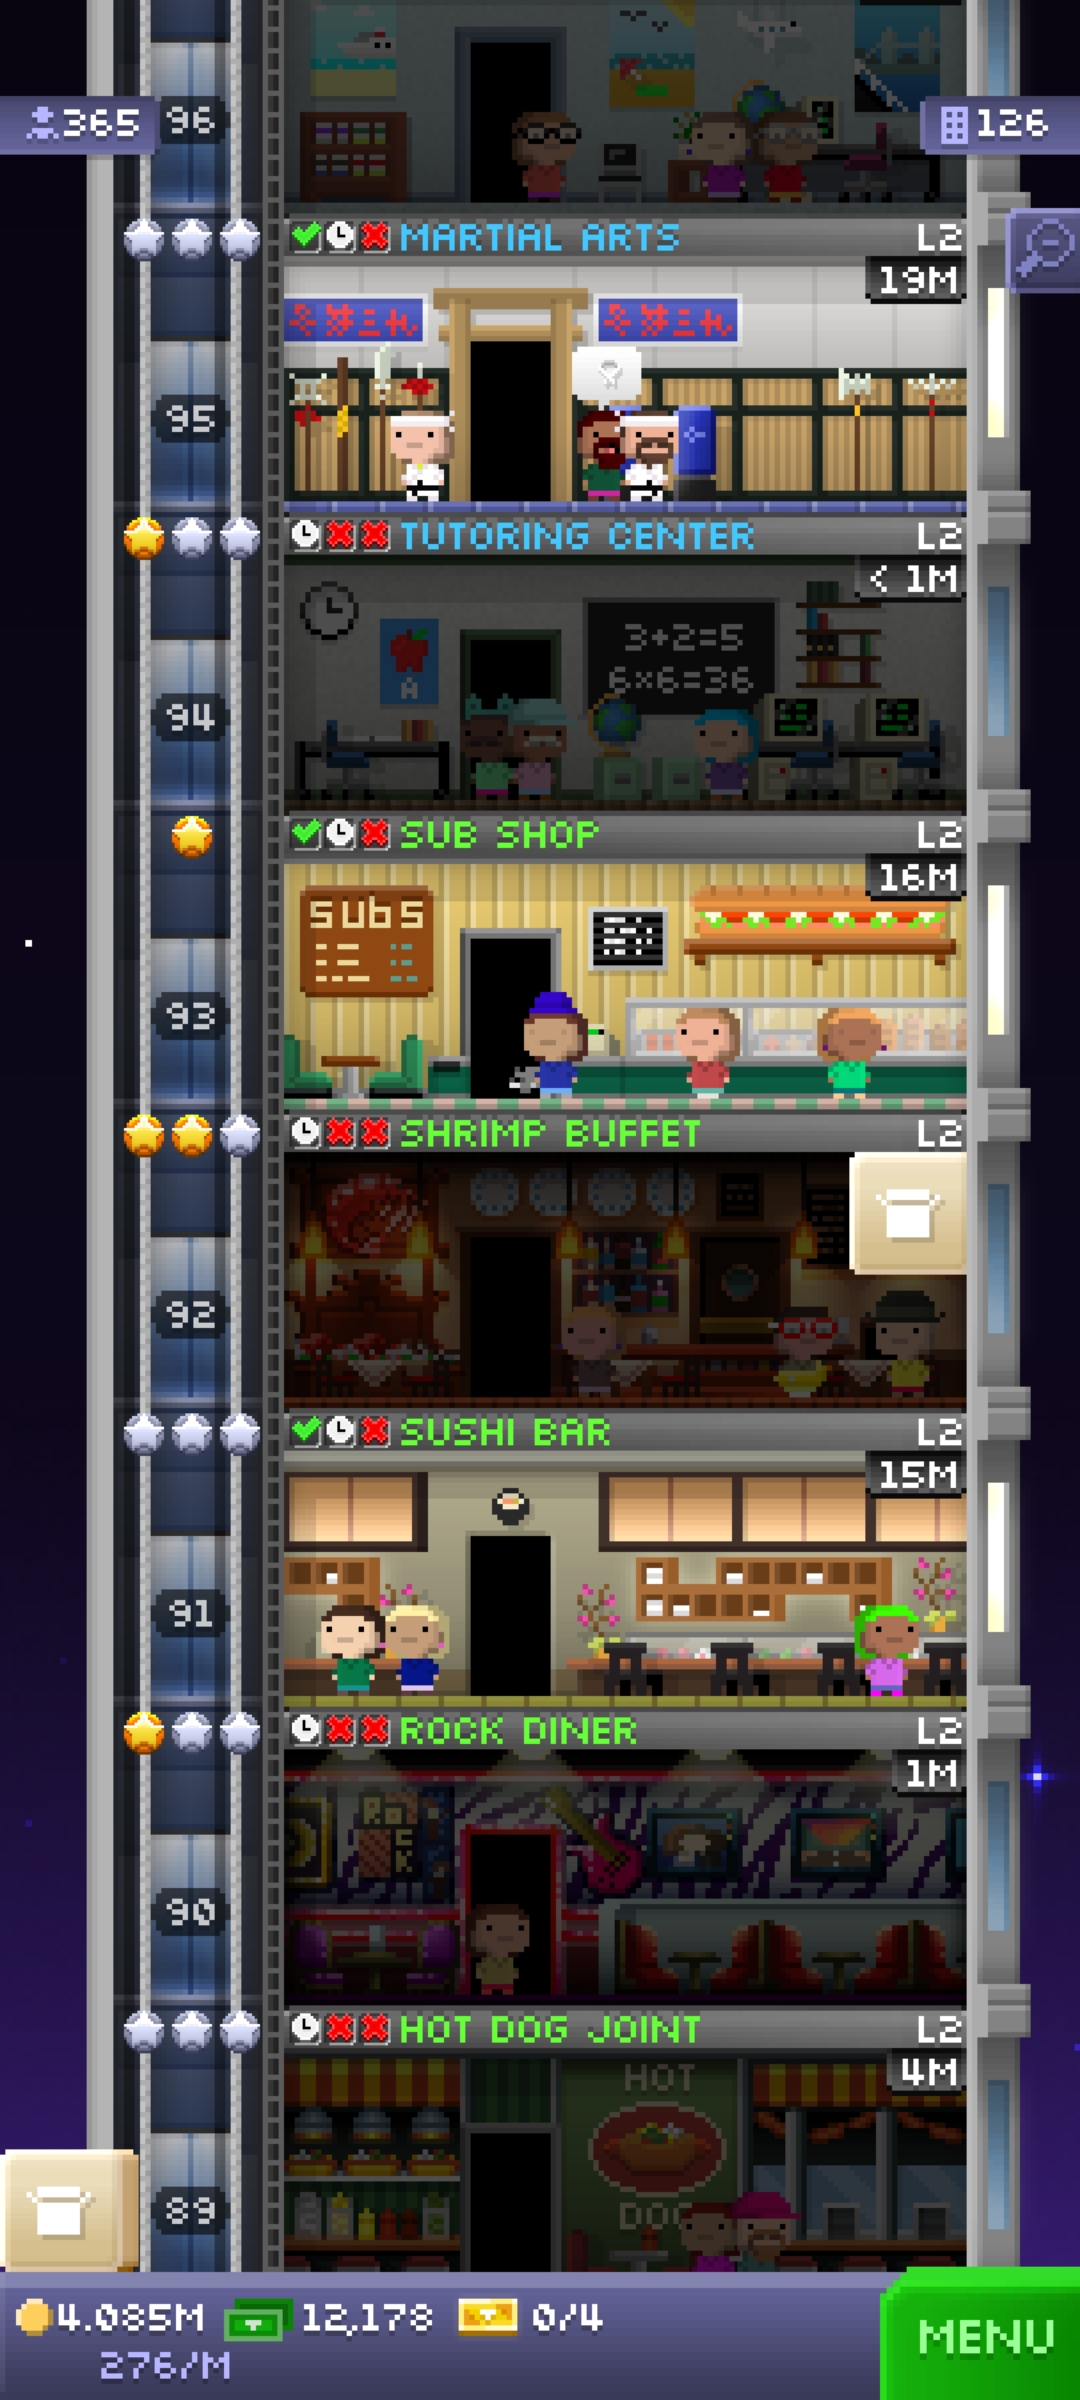 365
96
126
MARTIAL ARTS L2
19M
95
TUTORING CENTER L2
< 1M
3+2=5
6×6=36
A
94
SUB SHOP L2
16M
SUBS
93
SHRIMP BUFFET L2
92
SUSHI BAR L2
15M
91
ROCK DINER L2
1M
90
HOT DOG JOINT L2
4M
HOT
DOG
89
4.085M 12,178 0/4
276/M
MENU